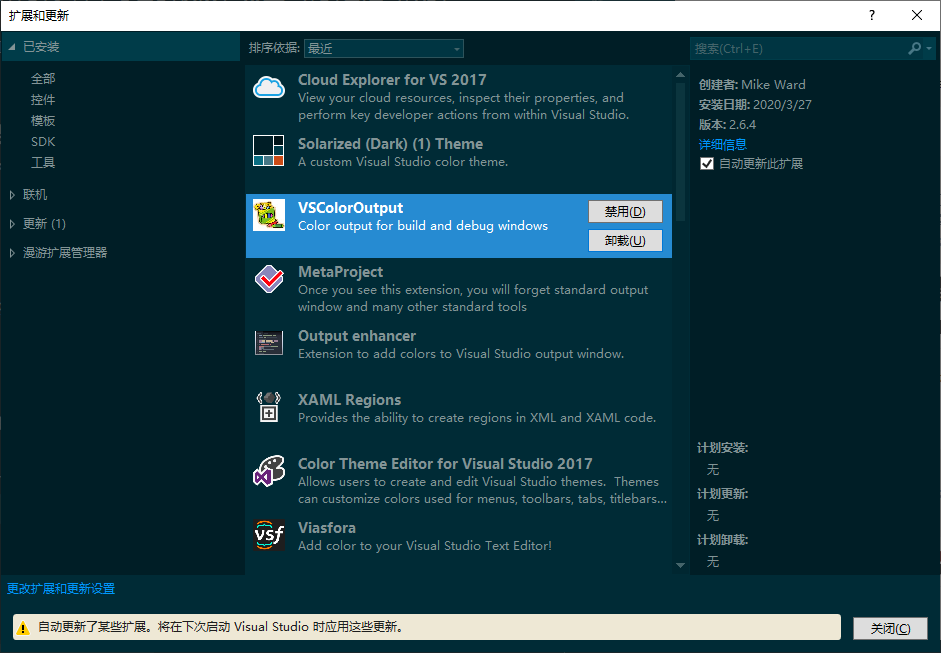 扩展和更新
?
已安装
全部
控件
模板
SDK
工具
联机
更新 (1)
漫游扩展管理器
排序依据: 最近
Cloud Explorer for VS 2017
View your cloud resources, inspect their properties, and
perform key developer actions from within Visual Studio.
Solarized (Dark) (1) Theme
A custom Visual Studio color theme.
VSColorOutput
Color output for build and debug windows
禁用(D)
卸载(U)
MetaProject
Once you see this extension, you will forget standard output
window and many other standard tools
Output enhancer
Extension to add colors to Visual Studio output window.
XAML Regions
Provides the ability to create regions in XML and XAML code.
Color Theme Editor for Visual Studio 2017
Allows users to create and edit Visual Studio themes.  Themes
can customize colors used for menus, toolbars, tabs, titlebars...
vsf
Viasfora
Add color to your Visual Studio Text Editor!
搜索(Ctrl+E)
创建者: Mike Ward
安装日期: 2020/3/27
版本: 2.6.4
详细信息
自动更新此扩展
计划安装:
无
计划更新:
无
计划卸载:
无
更改扩展和更新设置
自动更新了某些扩展。将在下次启动 Visual Studio 时应用这些更新。
关闭(C)